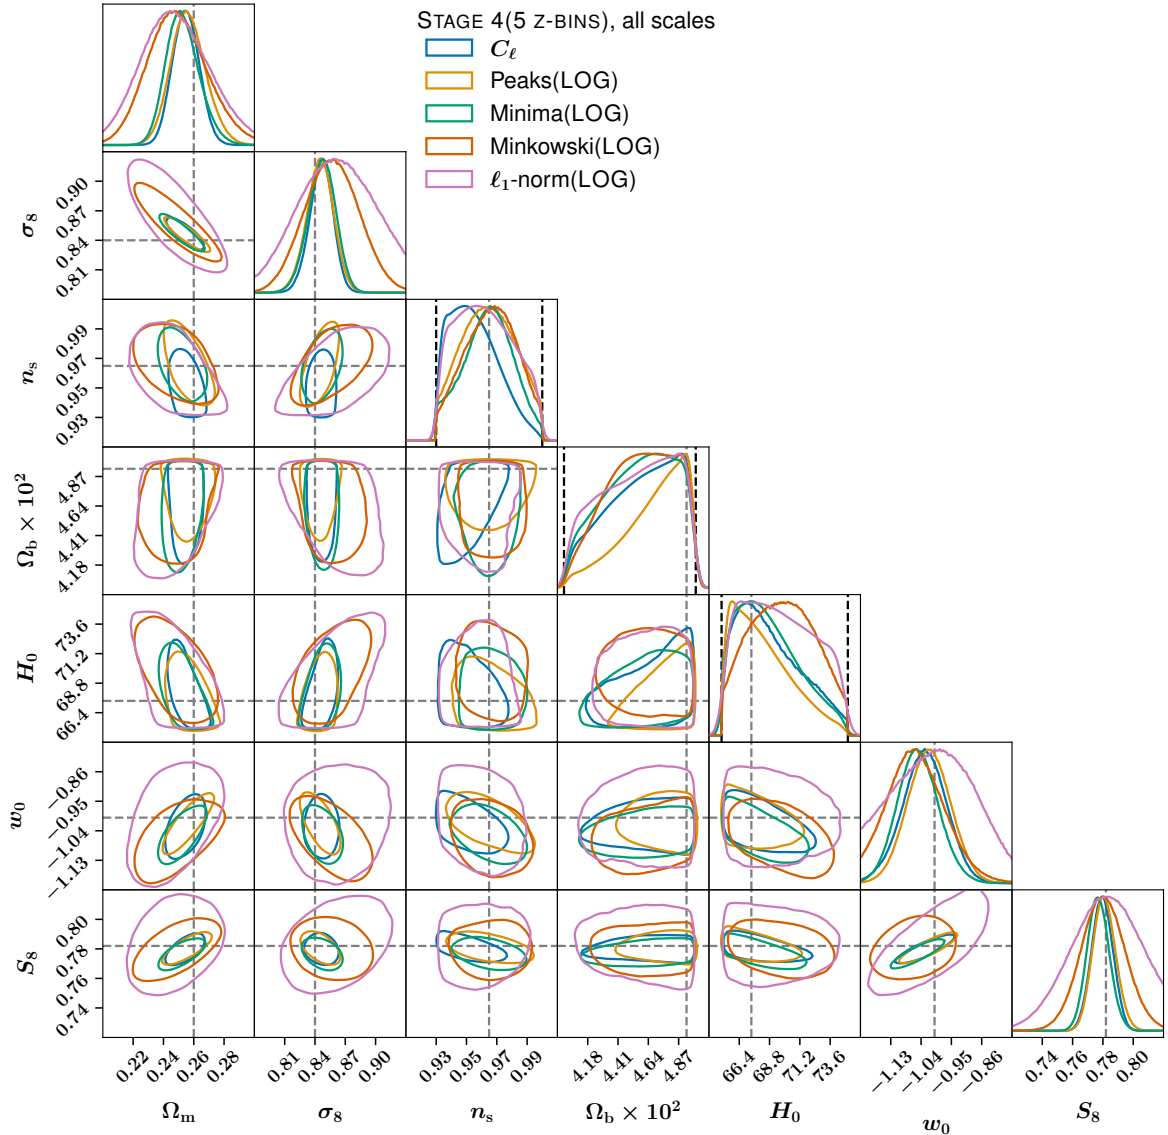 STAGE 4(5 Z-BINS), all scales
Cℓ
Peaks(LOG)
Minima(LOG)
Minkowski(LOG)
ℓ1-norm(LOG)
σ8
0.90
0.87
0.84
0.81
ns
0.99
0.97
0.95
0.93
Ωb × 10²
4.87
4.64
4.41
4.18
H0
73.6
71.2
68.8
66.4
w0
−0.86
−0.95
−1.04
−1.13
S8
0.80
0.78
0.76
0.74
0.22 0.24 0.26 0.28 0.81 0.84 0.87 0.90 0.93 0.95 0.97 0.99 4.18 4.41 4.64 4.87 66.4 68.8 71.2 73.6 −1.13 −1.04 −0.95 −0.86 0.74 0.76 0.78 0.80
Ωm σ8 ns Ωb × 10² H0 w0 S8